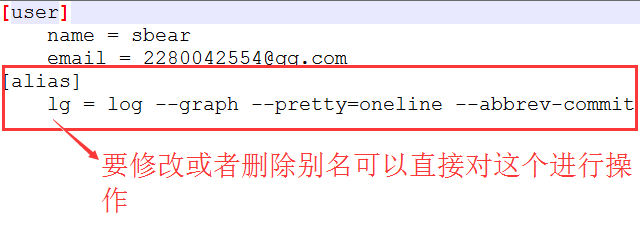 [user]
name = sbear
email = 2280042554@qq.com
[alias]
lg = log --graph --pretty=oneline --abbrev-commit
要修改或者删除别名可以直接对这个进行操
作